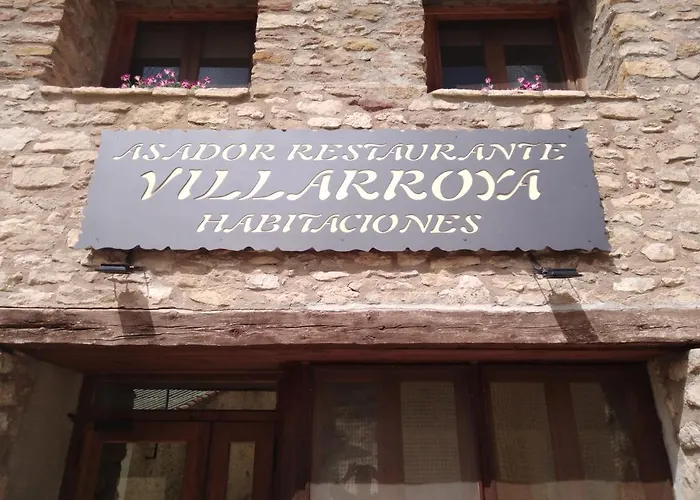 ASADOR RESTAURANTE
VILLARROYA
HABITACIONES